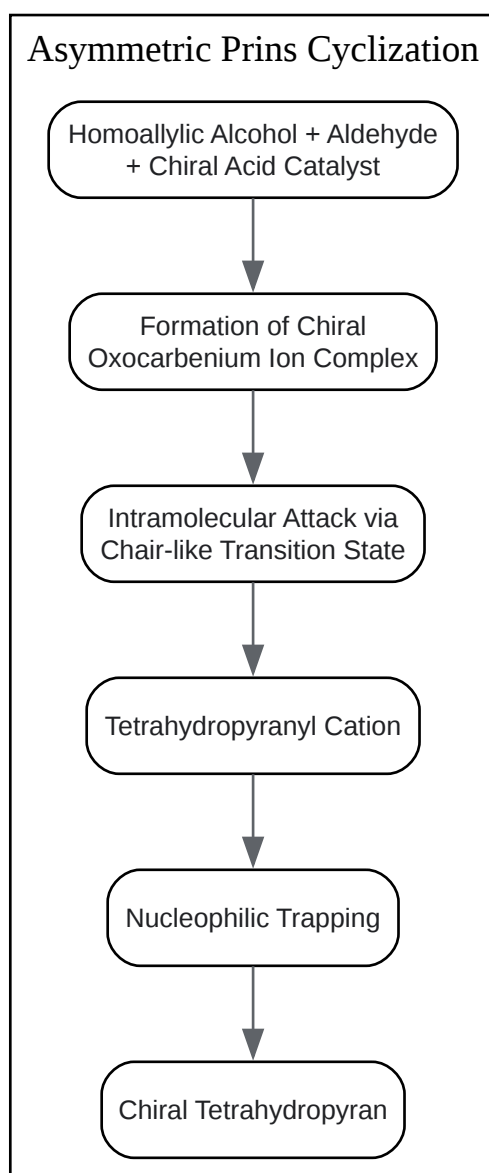 Asymmetric Prins Cyclization
Homoallylic Alcohol + Aldehyde
+ Chiral Acid Catalyst
Formation of Chiral
Oxocarbenium Ion Complex
Intramolecular Attack via
Chair-like Transition State
Tetrahydropyranyl Cation
Nucleophilic Trapping
Chiral Tetrahydropyran